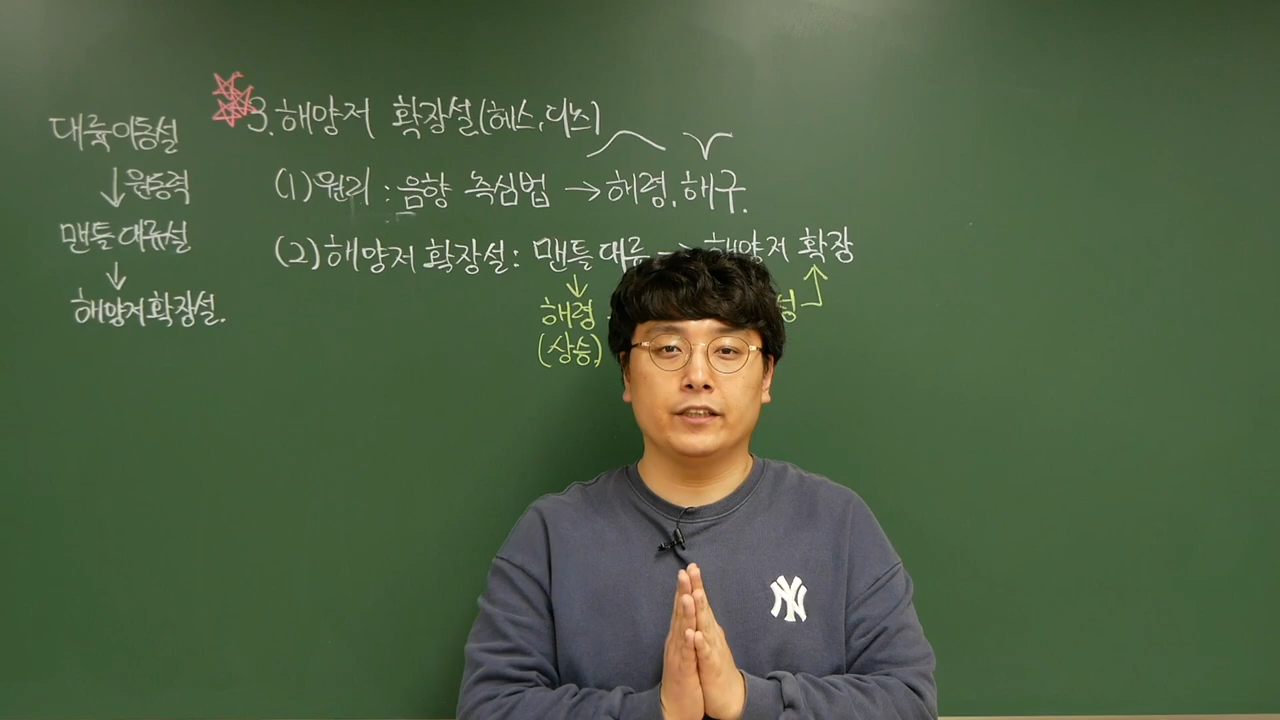 대륙이동설
↓원동력
맨틀대류설
↓
해양저확장설.
3. 해양저 확장설(헤스, 디츠)
(1) 원리 : 음향 측심법 → 해령, 해구.
(2) 해양저 확장설 : 맨틀대류 → 해양저 확장
↓
해령
성
(상승)
NY